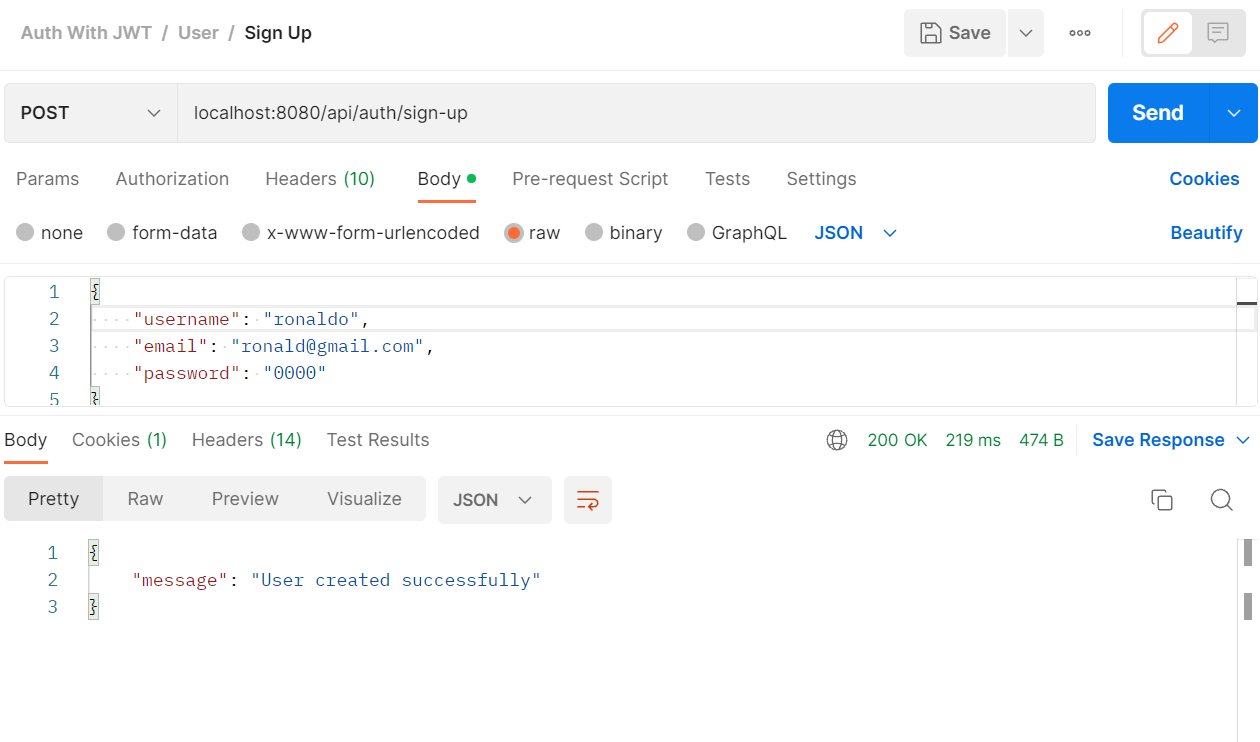 Auth With JWT / User / Sign Up Save
POST localhost:8080/api/auth/sign-up Send
Params Authorization Headers (10) Body Pre-request Script Tests Settings Cookies
none form-data x-www-form-urlencoded raw binary GraphQL JSON Beautify
1 {
2 "username": "ronaldo",
3 "email": "ronald@gmail.com",
4 "password": "0000"
5 }
Body Cookies (1) Headers (14) Test Results 200 OK 219 ms 474 B Save Response
Pretty Raw Preview Visualize JSON
1 {
2 "message": "User created successfully"
3 }